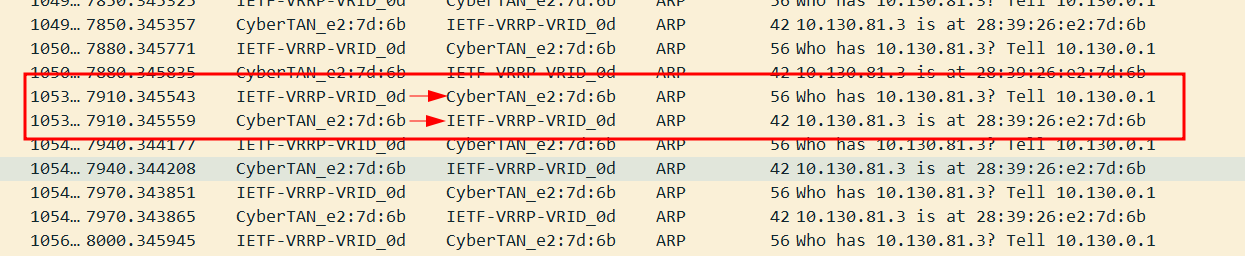 1049… 7850.345325 IETF-VRRP-VRID_0d CyberTAN_e2:7d:6b ARP 56 Who has 10.130.81.3? Tell 10.130.0.1
1049… 7850.345357 CyberTAN_e2:7d:6b IETF-VRRP-VRID_0d ARP 42 10.130.81.3 is at 28:39:26:e2:7d:6b
1050… 7880.345771 IETF-VRRP-VRID_0d CyberTAN_e2:7d:6b ARP 56 Who has 10.130.81.3? Tell 10.130.0.1
1050… 7880.345835 CyberTAN_e2:7d:6b IETF-VRRP-VRID_0d ARP 42 10.130.81.3 is at 28:39:26:e2:7d:6b
1053… 7910.345543 IETF-VRRP-VRID_0d CyberTAN_e2:7d:6b ARP 56 Who has 10.130.81.3? Tell 10.130.0.1
1053… 7910.345559 CyberTAN_e2:7d:6b IETF-VRRP-VRID_0d ARP 42 10.130.81.3 is at 28:39:26:e2:7d:6b
1054… 7940.344177 IETF-VRRP-VRID_0d CyberTAN_e2:7d:6b ARP 56 Who has 10.130.81.3? Tell 10.130.0.1
1054… 7940.344208 CyberTAN_e2:7d:6b IETF-VRRP-VRID_0d ARP 42 10.130.81.3 is at 28:39:26:e2:7d:6b
1054… 7970.343851 IETF-VRRP-VRID_0d CyberTAN_e2:7d:6b ARP 56 Who has 10.130.81.3? Tell 10.130.0.1
1054… 7970.343865 CyberTAN_e2:7d:6b IETF-VRRP-VRID_0d ARP 42 10.130.81.3 is at 28:39:26:e2:7d:6b
1056… 8000.345945 IETF-VRRP-VRID_0d CyberTAN_e2:7d:6b ARP 56 Who has 10.130.81.3? Tell 10.130.0.1